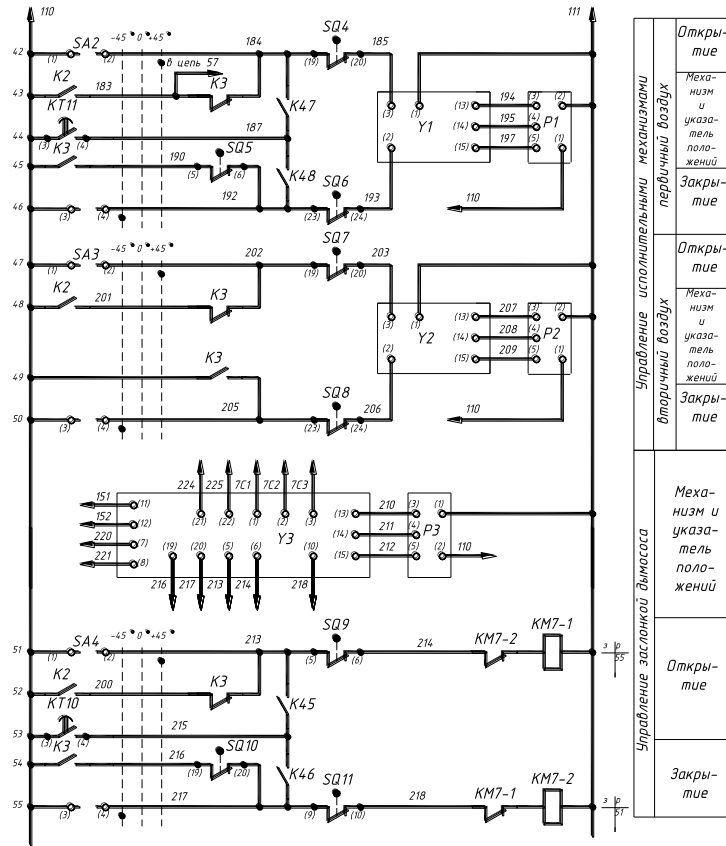 110
111
42
SA2
-45° 0° +45°
184
SQ4
185
(1)
(2)
(19)
(20)
в цепь 57
43
K2
183
K3
KT11
K47
(3)
(1)
(13)
194
(3)
(2)
Y1
(14)
195
(4)
P1
(2)
(15)
197
(5)
(1)
44
187
(3)
(4)
K3
45
190
SQ5
(5)
(6)
K48
192
SQ6
193
110
46
(3)
(4)
(23)
(24)
SA3
-45° 0° +45°
202
SQ7
203
47
(1)
(2)
(19)
(20)
K2
48
201
K3
(3)
(1)
(13)
207
(3)
(2)
Y2
(14)
208
(4)
P2
(2)
(15)
209
(5)
(1)
K3
49
205
SQ8
206
110
50
(3)
(4)
(23)
(24)
224
225
7C1
7C2
7C3
151
(11)
152
(12)
220
(7)
221
(8)
(21)
(22)
(1)
(2)
(3)
Y3
(19)
(20)
(5)
(6)
(10)
(13)
210
(3)
(1)
(14)
211
(4)
P3
(15)
212
(5)
(2)
110
216
217
213
214
218
SA4
-45° 0° +45°
213
SQ9
214
KM7-2
KM7-1
51
(1)
(2)
(5)
(6)
з р
55
K2
52
200
K3
KT10
K45
53
215
(3)
(4)
K3
54
216
SQ10
(19)
(20)
K46
217
SQ11
218
KM7-1
KM7-2
55
(3)
(4)
(9)
(10)
з р
51
Управление исполнительными механизмами
первичный воздух
Откры-
тие
Меха-
низм
и
указа-
тель
поло-
жений
Закры-
тие
вторичный воздух
Откры-
тие
Меха-
низм
и
указа-
тель
поло-
жений
Закры-
тие
Управление заслонкой дымососа
Меха-
низм и
указа-
тель
поло-
жений
Откры-
тие
Закры-
тие